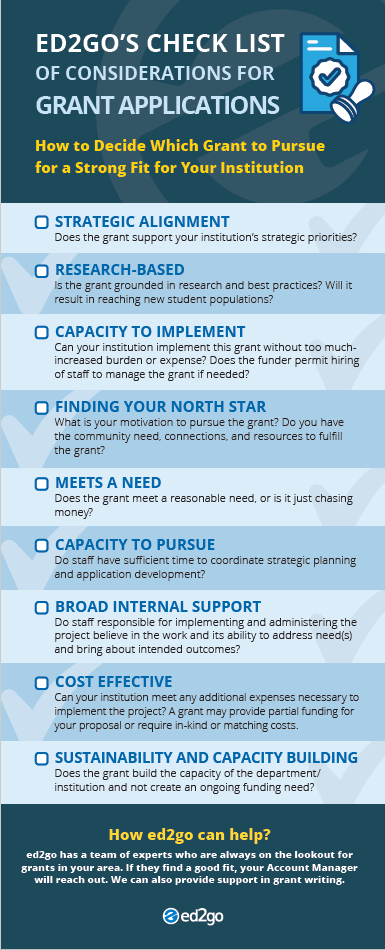 ED2GO'S CHECK LIST
OF CONSIDERATIONS FOR
GRANT APPLICATIONS
How to Decide Which Grant to Pursue
for a Strong Fit for Your Institution
STRATEGIC ALIGNMENT
Does the grant support your institution's strategic priorities?
RESEARCH-BASED
Is the grant grounded in research and best practices? Will it
result in reaching new student populations?
CAPACITY TO IMPLEMENT
Can your institution implement this grant without too much-
increased burden or expense? Does the funder permit hiring
of staff to manage the grant if needed?
FINDING YOUR NORTH STAR
What is your motivation to pursue the grant? Do you have
the community need, connections, and resources to fulfill
the grant?
MEETS A NEED
Does the grant meet a reasonable need, or is it just chasing
money?
CAPACITY TO PURSUE
Do staff have sufficient time to coordinate strategic planning
and application development?
BROAD INTERNAL SUPPORT
Do staff responsible for implementing and administering the
project believe in the work and its ability to address need(s)
and bring about intended outcomes?
COST EFFECTIVE
Can your institution meet any additional expenses necessary to
implement the project? A grant may provide partial funding for
your proposal or require in-kind or matching costs.
SUSTAINABILITY AND CAPACITY BUILDING
Does the grant build the capacity of the department/
institution and not create an ongoing funding need?
How ed2go can help?
ed2go has a team of experts who are always on the lookout for
grants in your area. If they find a good fit, your Account Manager
will reach out. We can also provide support in grant writing.
ed2go